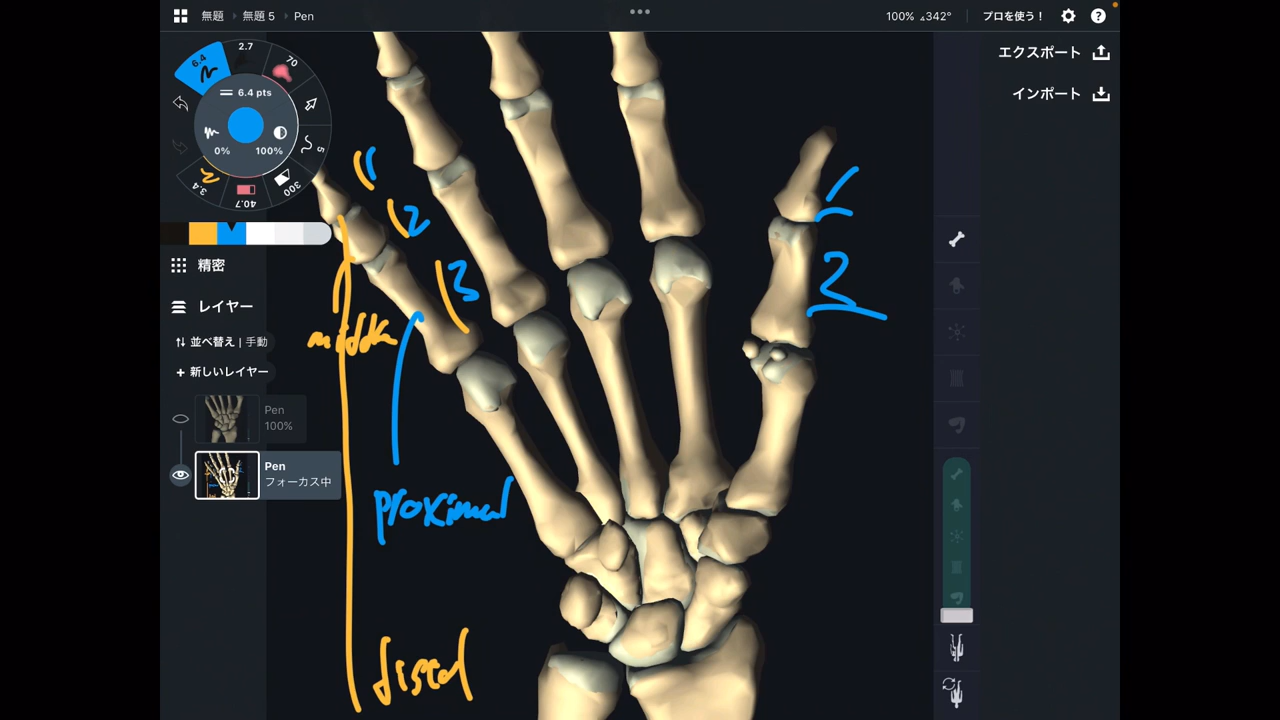 無題 無題 5 Pen
100% ⊿342° プロを使う！ ?
エクスポート
インポート
2.7
6.4
70
6.4 pts
0% 100%
5
3.4
40.7
300
精密
レイヤー
並べ替え | 手動
+ 新しいレイヤー
Pen
100%
Pen
フォーカス中
1
2
3
1
2
middle
proximal
distal